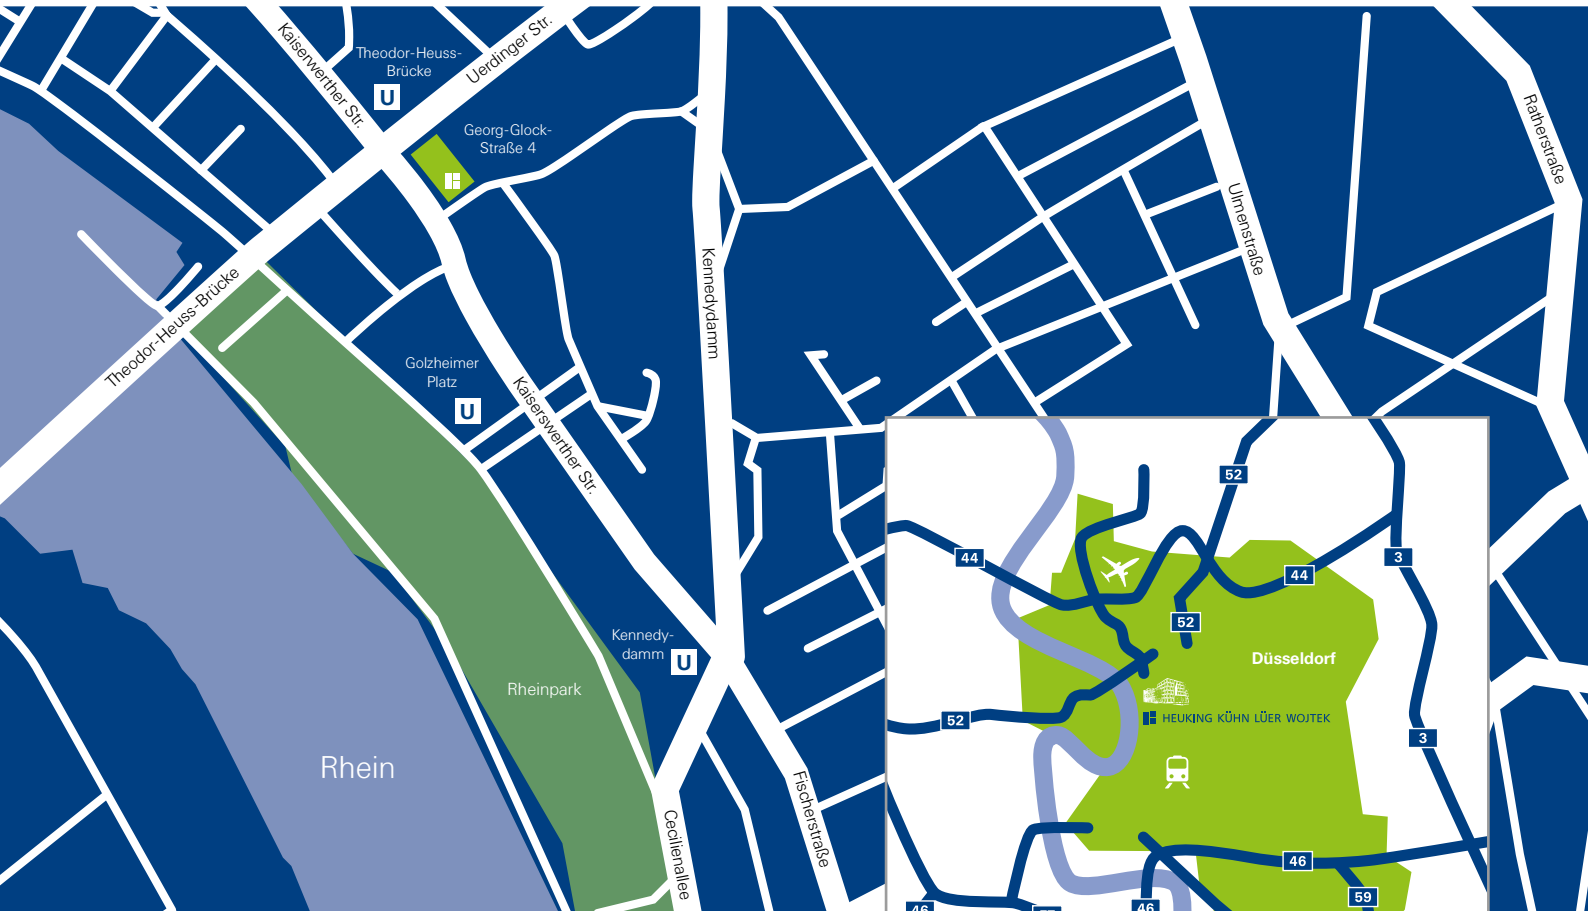 Kaiserwerther Str.
Theodor-Heuss-
Brücke
U
Uerdinger Str.
Georg-Glock-
Straße 4
Theodor-Heuss-Brücke
Golzheimer
Platz
U
Kaiserswerther Str.
Kennedydamm
Ulmenstraße
Ratherstraße
Kennedy-
damm
U
Rheinpark
Rhein
Cecilienallee
Fischerstraße
52
44
44
3
52
Düsseldorf
52
HEUKING KÜHN LÜER WOJTEK
3
46
59
46
46